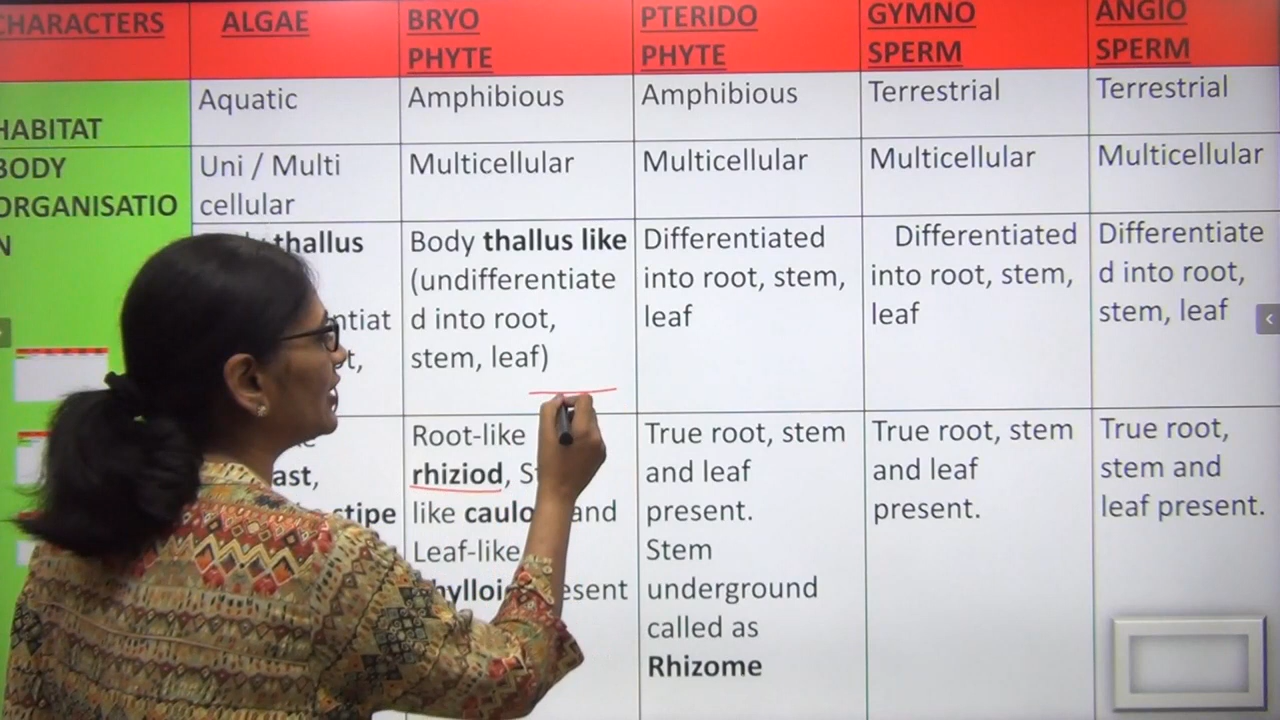 CHARACTERS
ALGAE
BRYO
PHYTE
PTERIDO
PHYTE
GYMNO
SPERM
ANGIO
SPERM
HABITAT
Aquatic
Amphibious
Amphibious
Terrestrial
Terrestrial
BODY
ORGANISATIO
N
Uni / Multi
cellular
Multicellular
Multicellular
Multicellular
Multicellular
thallus
Body thallus like
(undifferentiate
d into root,
stem, leaf)
Differentiated
into root, stem,
leaf
Differentiated
into root, stem,
leaf
Differentiate
d into root,
stem, leaf
stipe
Root-like
rhiziod,
like and
Leaf-like
True root, stem
and leaf
present.
Stem
underground
called as
Rhizome
True root, stem
and leaf
present.
True root,
stem and
leaf present.